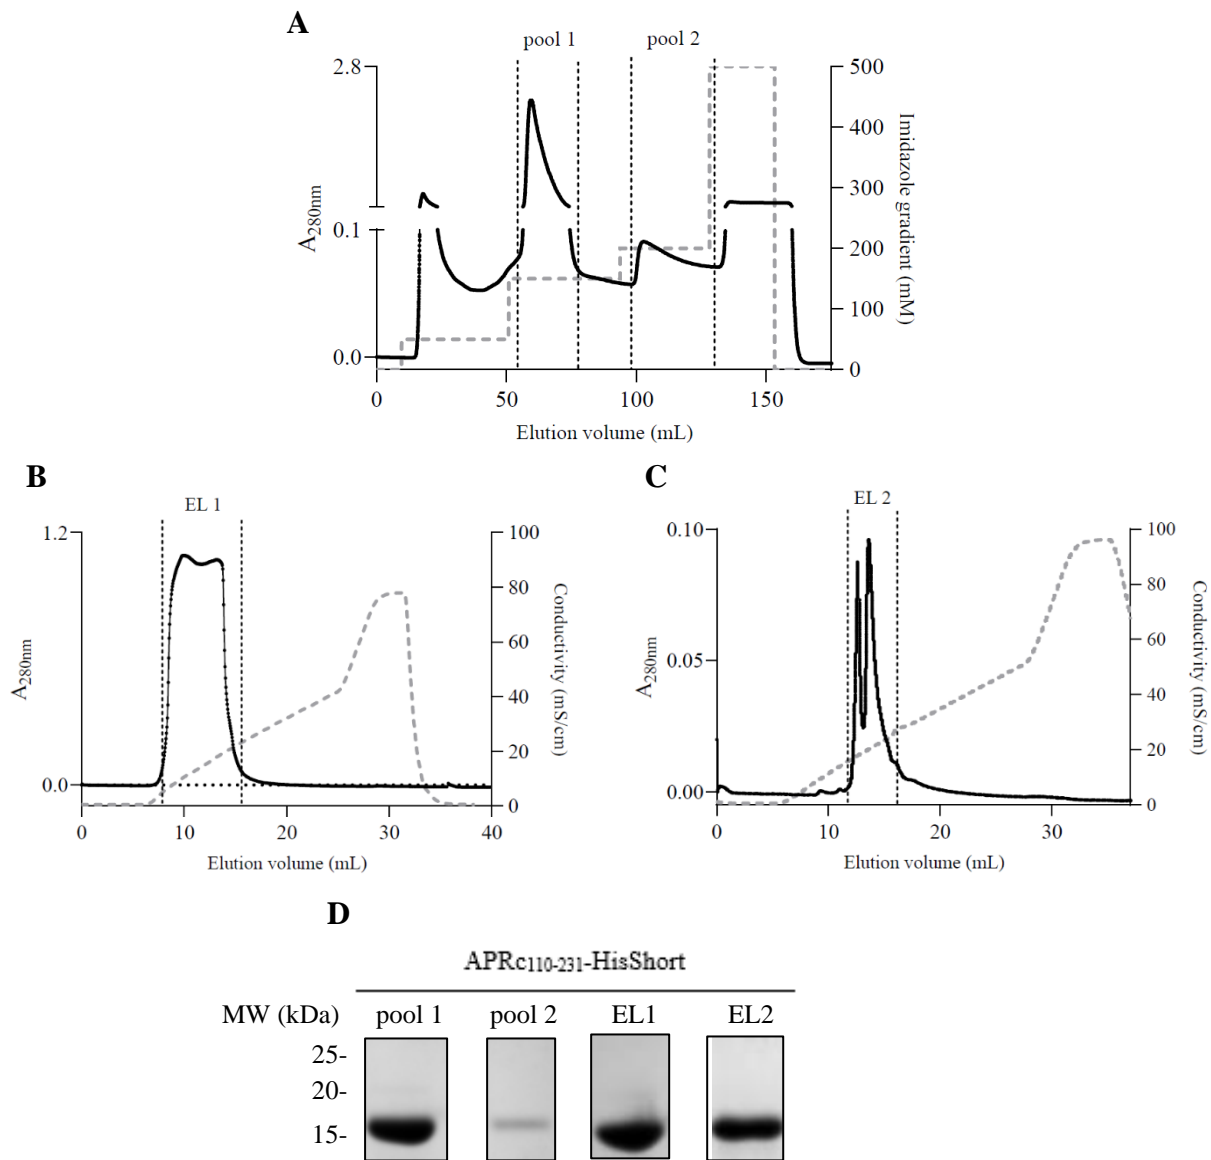 A
pool 1 pool 2
2.8
0.1
0.0
A280nm
500
400
300
200
100
0
Imidazole gradient (mM)
0 50 100 150
Elution volume (mL)
B
EL 1
1.2
0.0
A280nm
100
80
60
40
20
0
Conductivity (mS/cm)
0 10 20 30 40
Elution volume (mL)
C
EL 2
0.10
0.05
0.00
A280nm
100
80
60
40
20
0
Conductivity (mS/cm)
0 10 20 30
Elution volume (mL)
D
APRc110-231-HisShort
MW (kDa) pool 1 pool 2 EL1 EL2
25-
20-
15-